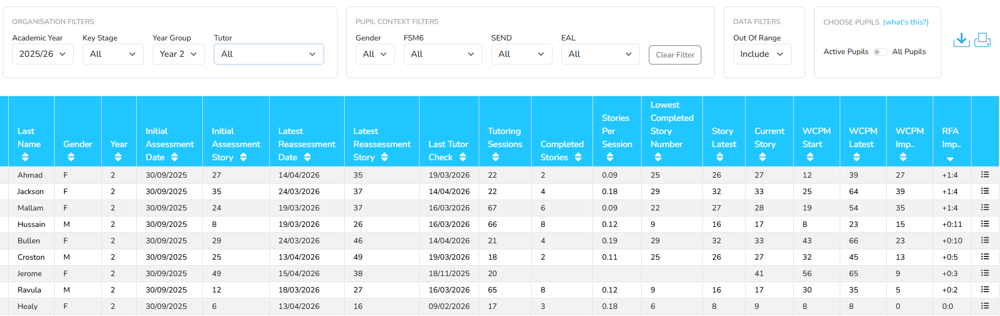 ORGANISATION FILTERS
Academic Year Key Stage Year Group Tutor
2025/26 All Year 2 All
PUPIL CONTEXT FILTERS
Gender FSM6 SEND EAL
All All All All Clear Filter
DATA FILTERS
Out Of Range
Include
CHOOSE PUPILS (what's this?)
Active Pupils All Pupils
Last Name Gender Year Initial Assessment Date Initial Assessment Story Latest Reassessment Date Latest Reassessment Story Last Tutor Check Tutoring Sessions Completed Stories Stories Per Session Lowest Completed Story Number Story Latest Current Story WCPM Start WCPM Latest WCPM Imp.. RFA Imp..
Ahmad F 2 30/09/2025 27 14/04/2026 35 19/03/2026 22 2 0.09 25 26 27 12 39 27 +1:4
Jackson F 2 30/09/2025 35 24/03/2026 37 14/04/2026 22 4 0.18 29 32 33 25 64 39 +1:4
Mallam F 2 30/09/2025 24 19/03/2026 37 16/03/2026 67 6 0.09 22 27 28 19 54 35 +1:4
Hussain M 2 30/09/2025 8 19/03/2026 26 16/03/2026 66 8 0.12 9 16 17 8 23 15 +0:11
Bullen F 2 30/09/2025 29 24/03/2026 46 14/04/2026 21 4 0.19 29 32 33 43 66 23 +0:10
Croston M 2 30/09/2025 25 13/04/2026 49 19/03/2026 18 2 0.11 25 26 27 32 45 13 +0:5
Jerome F 2 30/09/2025 49 15/04/2026 38 18/11/2025 20 41 56 65 9 +0:3
Ravula M 2 30/09/2025 12 18/03/2026 27 16/03/2026 65 8 0.12 9 16 17 30 35 5 +0:2
Healy F 2 30/09/2025 6 13/04/2026 16 09/02/2026 17 3 0.18 6 8 9 8 8 0 0:0